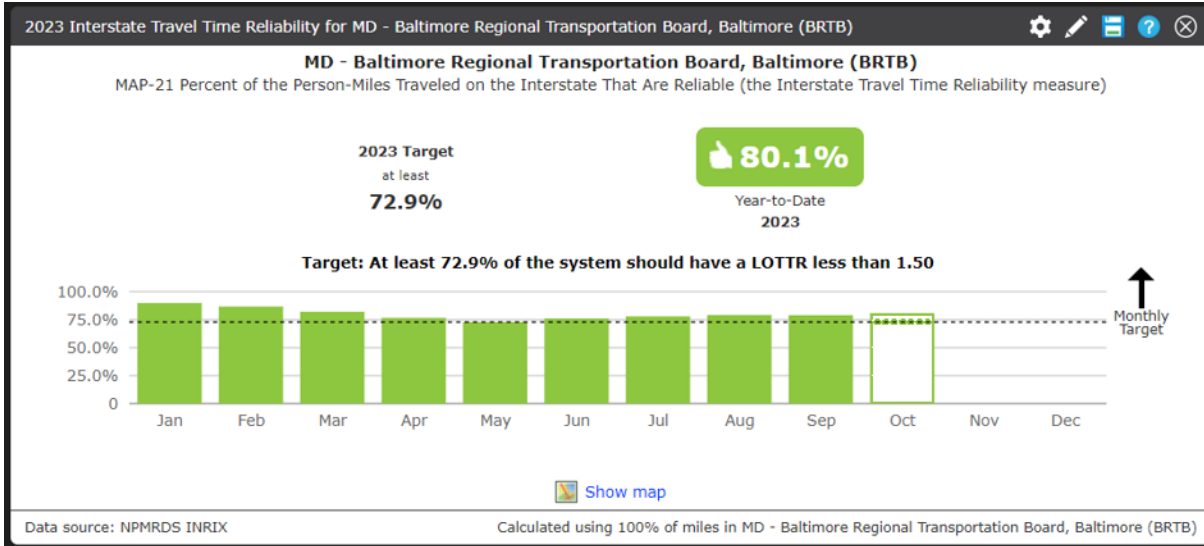 2023 Interstate Travel Time Reliability for MD - Baltimore Regional Transportation Board, Baltimore (BRTB)
?
MD - Baltimore Regional Transportation Board, Baltimore (BRTB)
MAP-21 Percent of the Person-Miles Traveled on the Interstate That Are Reliable (the Interstate Travel Time Reliability measure)
2023 Target
at least
72.9%
80.1%
Year-to-Date
2023
Target: At least 72.9% of the system should have a LOTTR less than 1.50
100.0%
75.0%
50.0%
25.0%
0
Monthly
Target
Jan Feb Mar Apr May Jun Jul Aug Sep Oct Nov Dec
Show map
Data source: NPMRDS INRIX
Calculated using 100% of miles in MD - Baltimore Regional Transportation Board, Baltimore (BRTB)